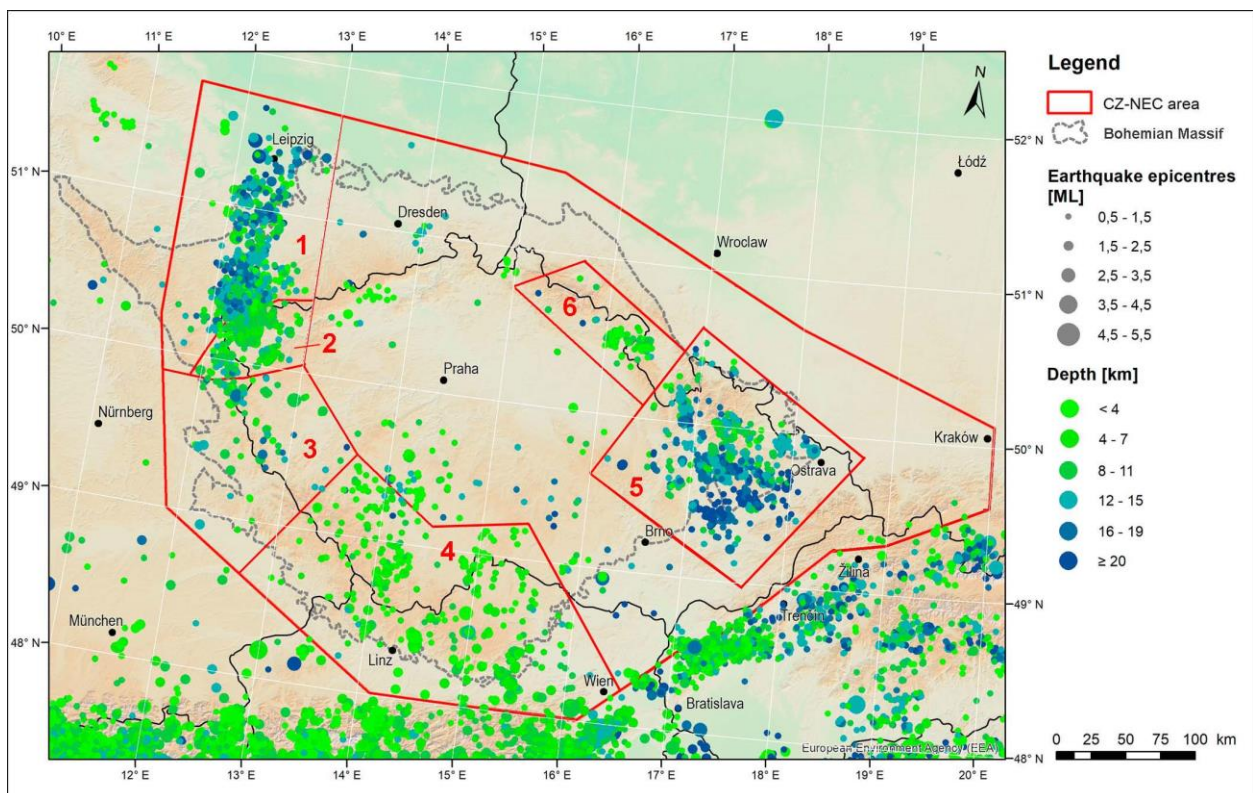 10° E 11° E 12° E 13° E 14° E 15° E 16° E 17° E 18° E 19° E
Legend
N
CZ-NEC area
Bohemian Massif
52° N
Leipzig
Łódź
51° N
Earthquake epicentres
[ML]
0,5 - 1,5
1,5 - 2,5
2,5 - 3,5
3,5 - 4,5
4,5 - 5,5
Dresden
Wroclaw
1
51° N
6
50° N
2
Praha
Depth [km]
< 4
4 - 7
8 - 11
12 - 15
16 - 19
≥ 20
Nürnberg
Kraków
50° N
3
Ostrava
49° N
5
Brno
4
Žilina
München
Trenčín
49° N
48° N
Linz
Wien
Bratislava
European Environment Agency (EEA)
48° N
0 20 40 60 80 100 km
12° E 13° E 14° E 15° E 16° E 17° E 18° E 19° E 20° E